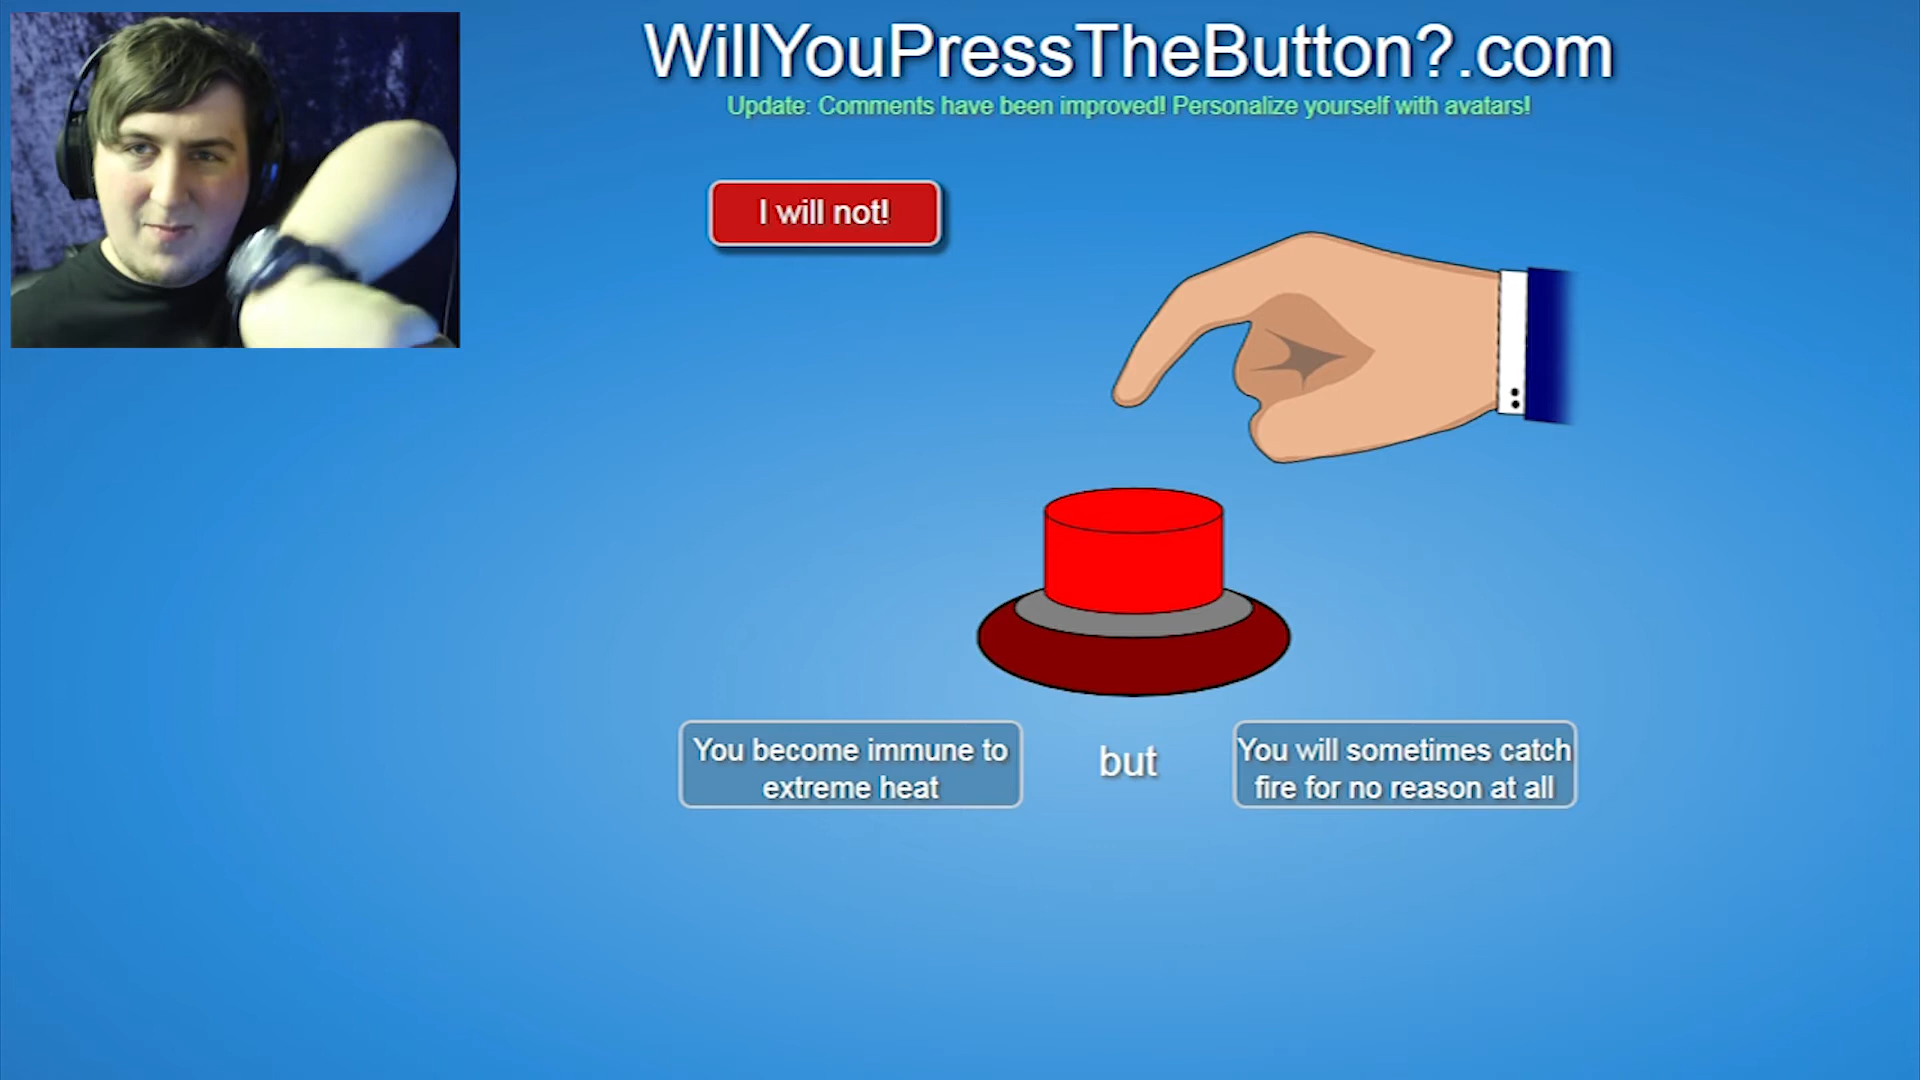 WillYouPressTheButton?.com
Update: Comments have been improved! Personalize yourself with avatars!
I will not!
You become immune to
extreme heat
but
You will sometimes catch
fire for no reason at all